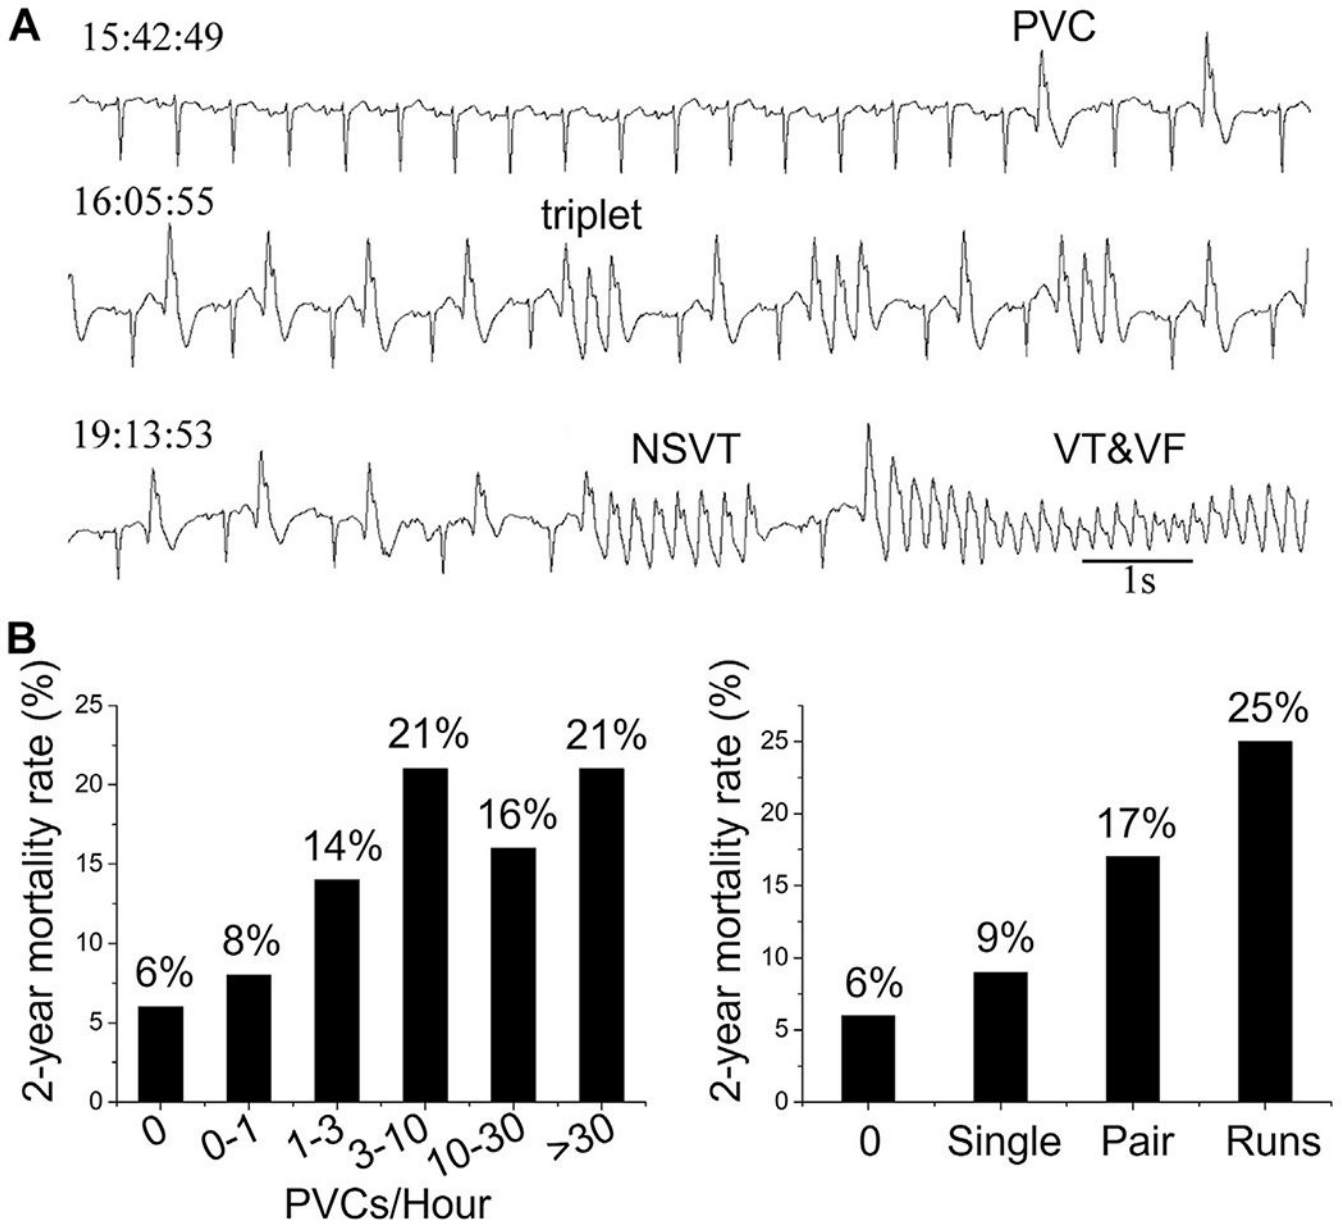 A
15:42:49
PVC
16:05:55
triplet
19:13:53
NSVT
VT&VF
1s
B
2-year mortality rate (%)
25
20
15
10
5
0
6%
8%
14%
21%
16%
21%
0
0-1
1-3
3-10
10-30
>30
PVCs/Hour
2-year mortality rate (%)
25
20
15
10
5
0
6%
9%
17%
25%
0
Single
Pair
Runs